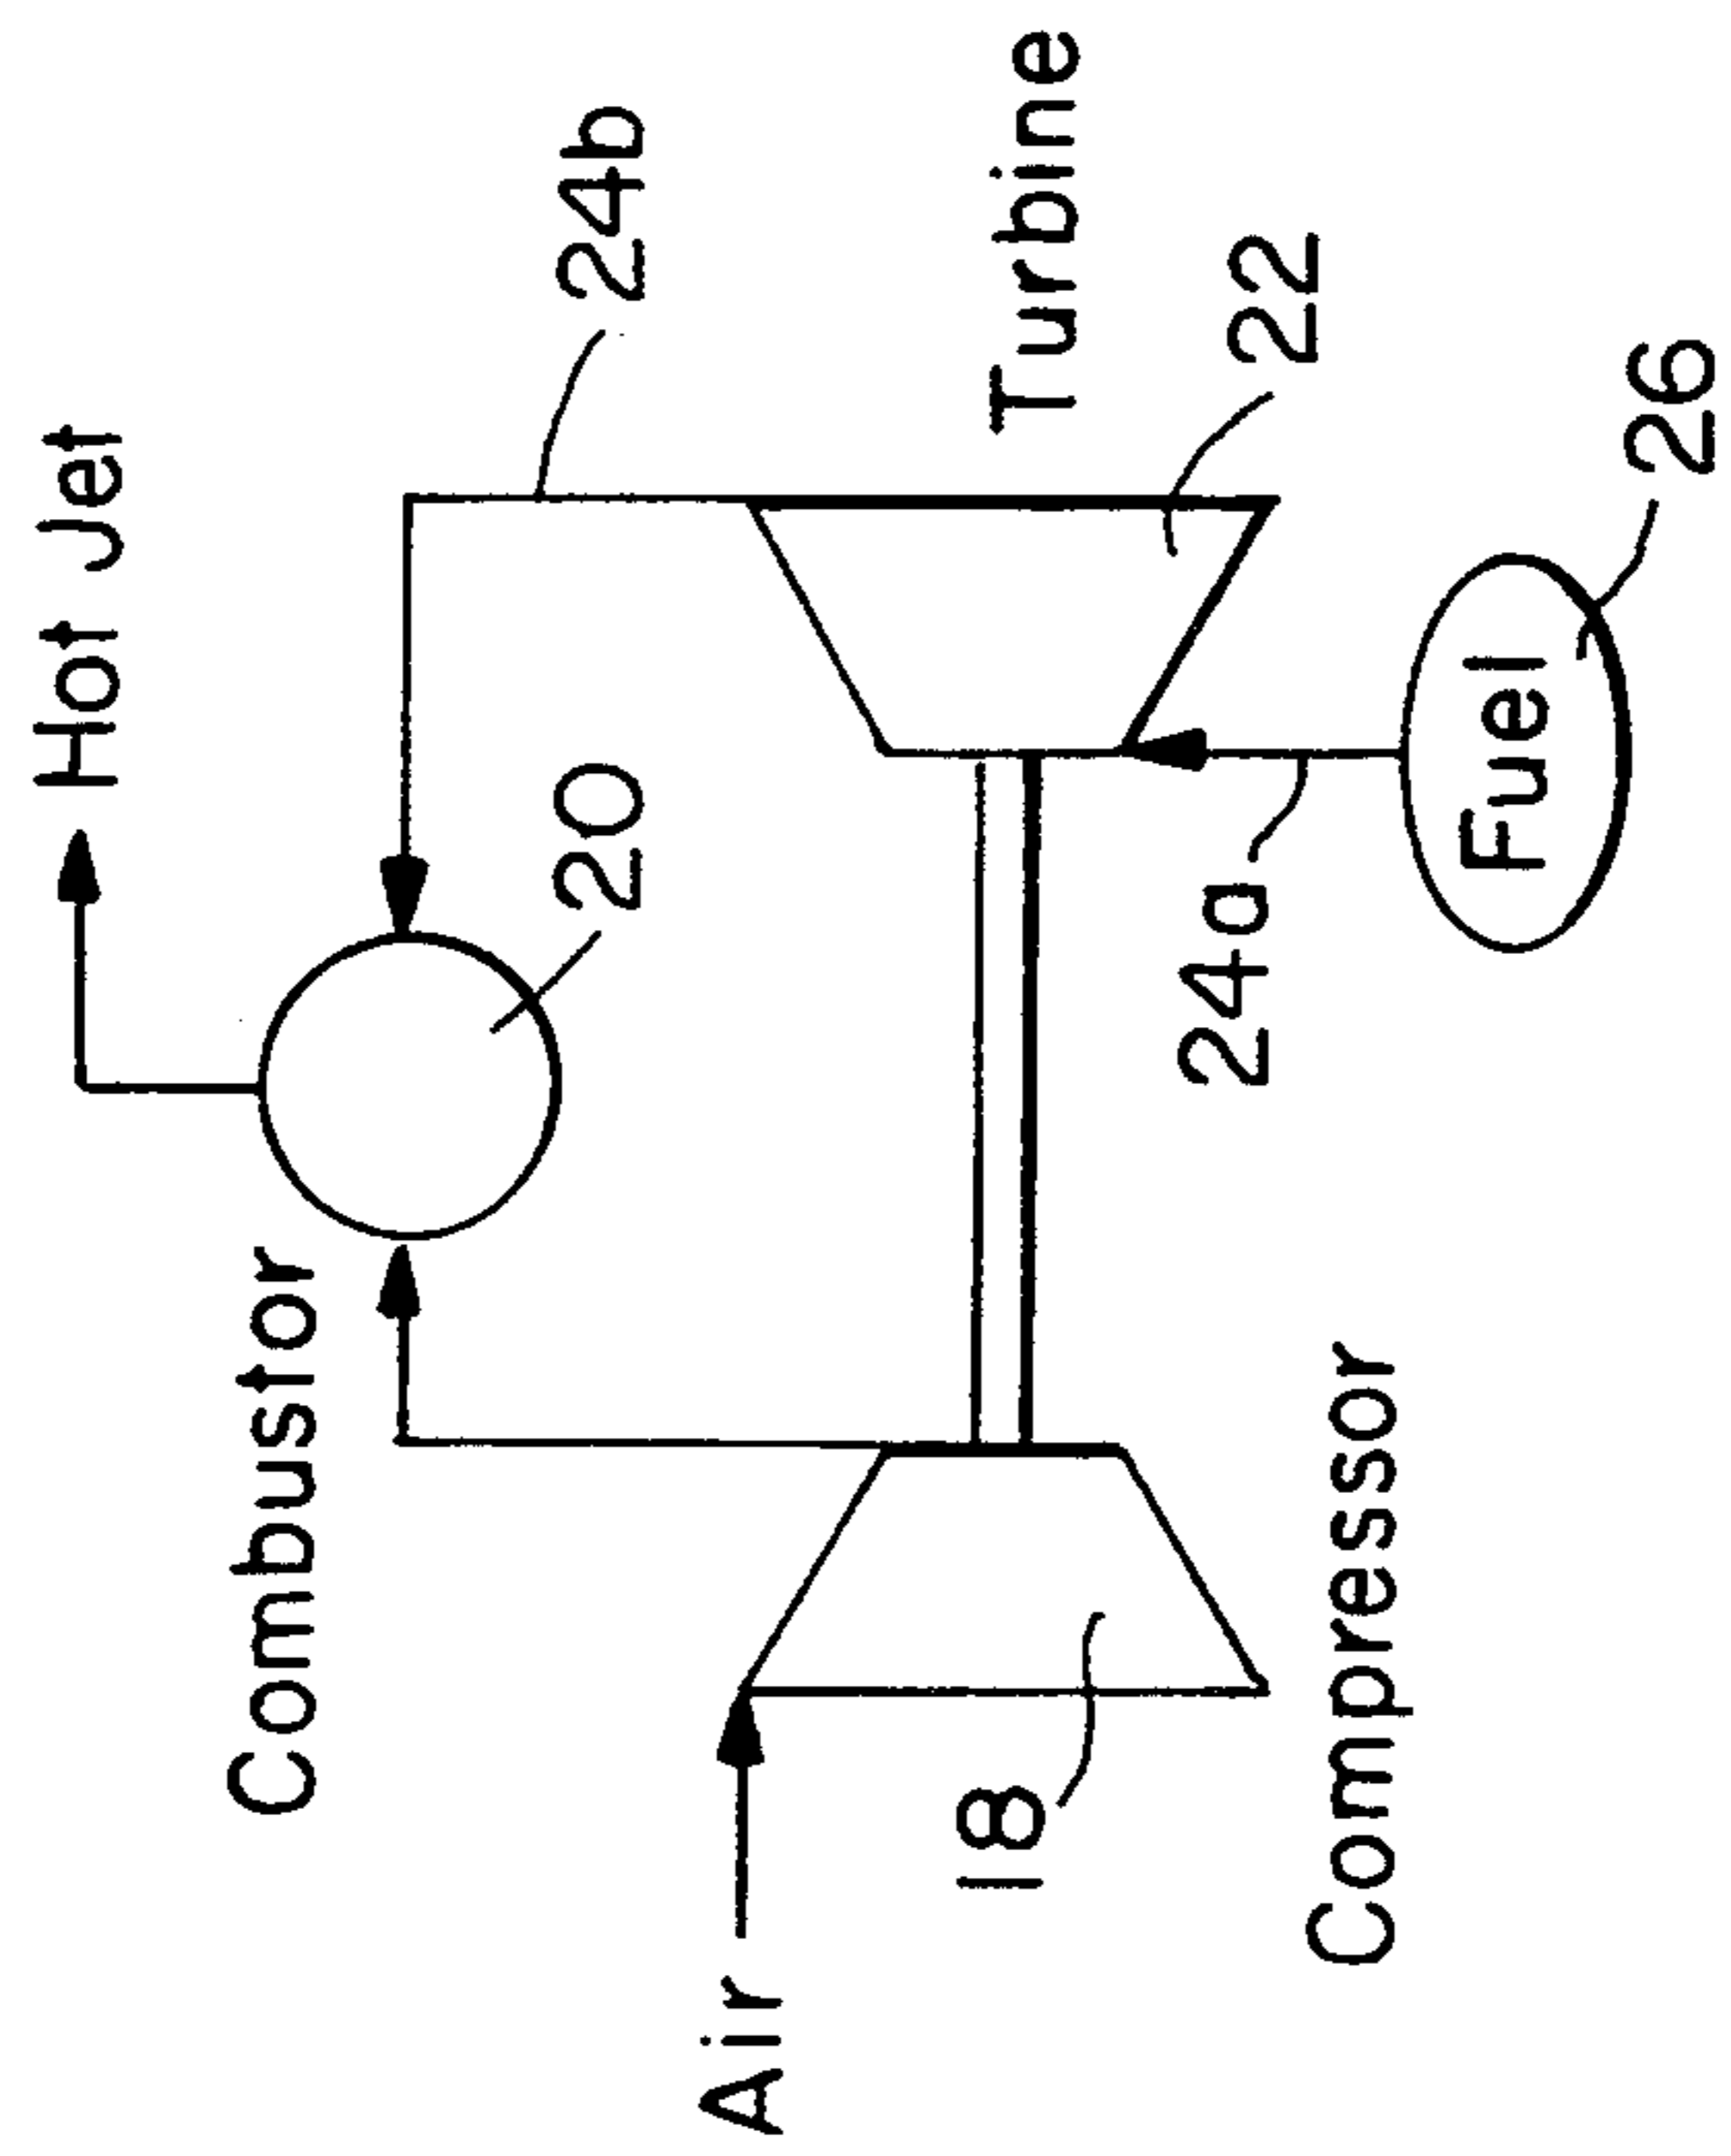 Hot Jet
Combustor
20
24b
Air
Turbine
18
22
24a
Compressor
Fuel
26